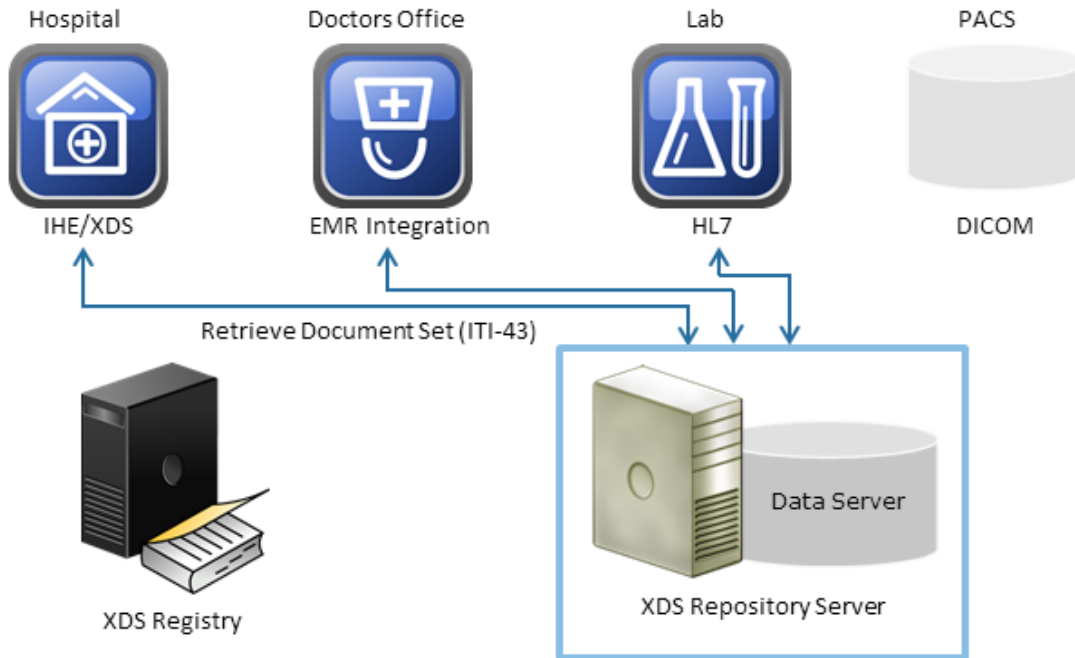 Hospital
Doctors Office
Lab
PACS
IHE/XDS
EMR Integration
HL7
DICOM
Retrieve Document Set (ITI-43)
Data Server
XDS Registry
XDS Repository Server